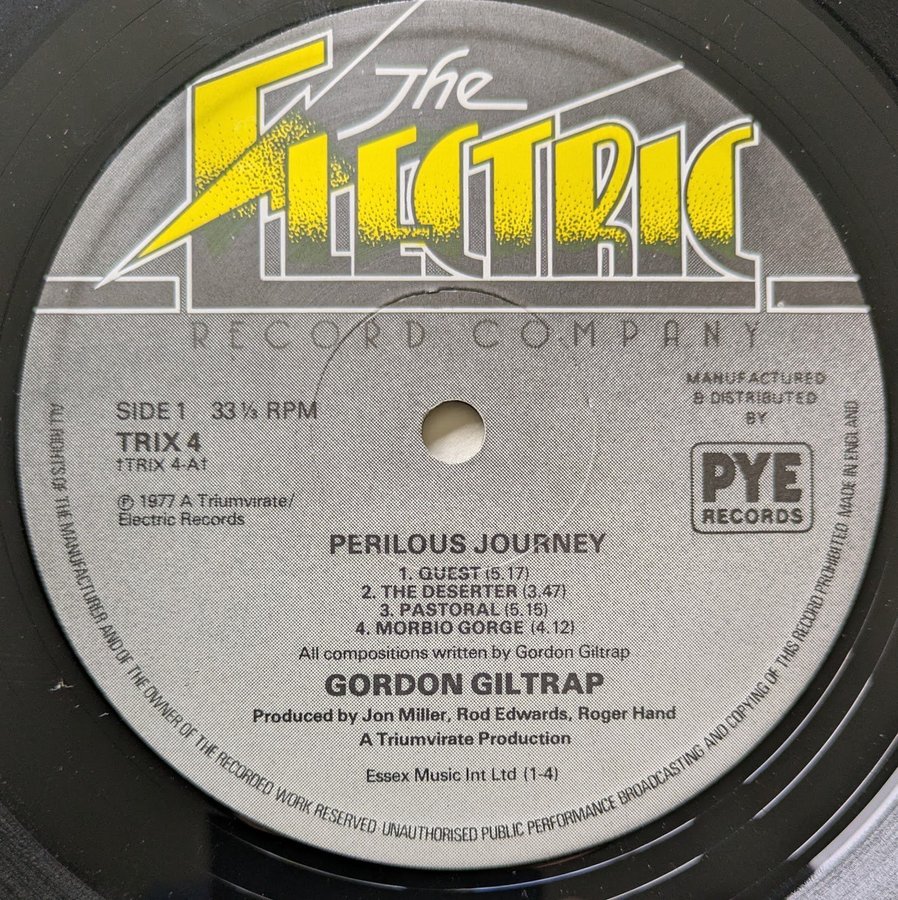 The
ELECTRIC
RECORD COMPANY
MANUFACTURED
& DISTRIBUTED
BY
PYE
RECORDS
SIDE 1 33 ⅓ RPM
TRIX 4
†TRIX 4-A†
℗ 1977 A Triumvirate/
Electric Records
PERILOUS JOURNEY
1. QUEST (5.17)
2. THE DESERTER (3.47)
3. PASTORAL (5.15)
4. MORBIO GORGE (4.12)
All compositions written by Gordon Giltrap
GORDON GILTRAP
Produced by Jon Miller, Rod Edwards, Roger Hand
A Triumvirate Production
Essex Music Int Ltd (1-4)
ALL RIGHTS OF THE MANUFACTURER AND OF THE OWNER OF THE RECORDED WORK RESERVED. UNAUTHORISED PUBLIC PERFORMANCE BROADCASTING AND COPYING OF THIS RECORD PROHIBITED. MADE IN ENGLAND